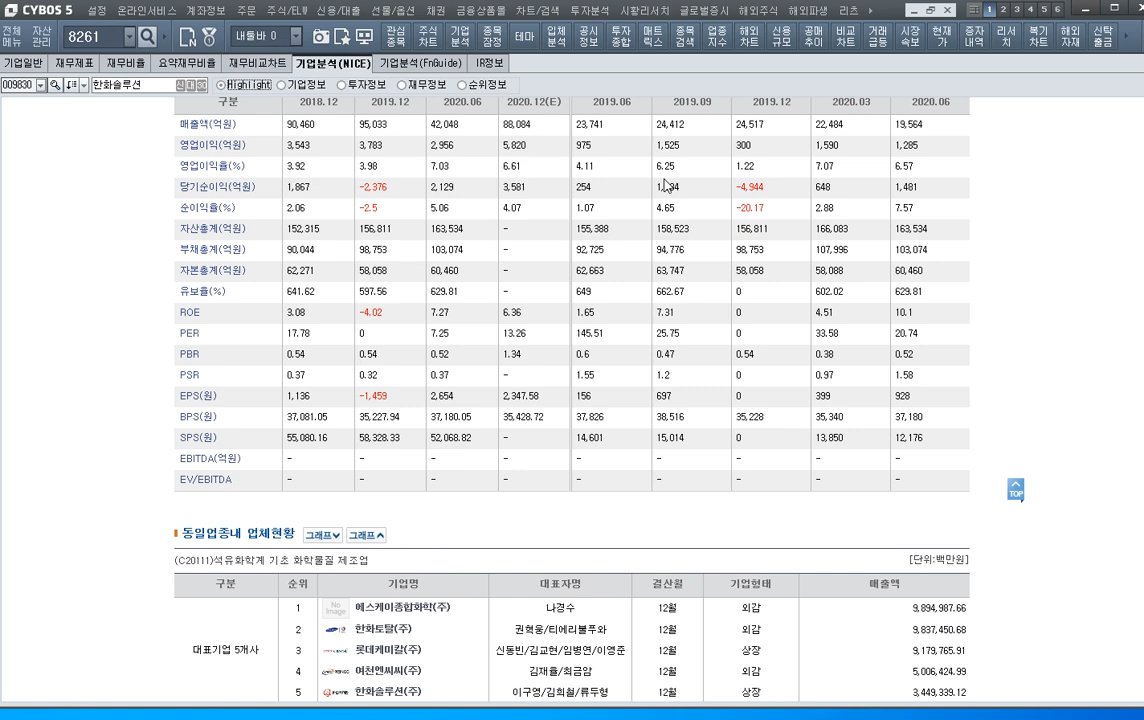 CYBOS 5 설정 온라인서비스 계좌정보 주문 주식/ELW 신용/대출 선물/옵션 채권 금융상품몰 차트/검색 투자분석 시황리서치 글로벌증시 해외주식 해외파생 리츠 1 2 3 4 5 6
전체메뉴 자산관리 8261 내툴바 0 관심종목 주식차트 기업분석 종목잠정 테마 입체분석 공시정보 투자종합 매트릭스 종목검색 업종지수 해외차트 신용규모 공매추이 비교차트 거래급등 시장속보 현재가 증자내역 리서치 복기차트 해외자재 신탁출금
기업일반 재무제표 재무비율 요약재무비율 재무비교차트 기업분석(NICE) 기업분석(FnGuide) IR정보
009830 한화솔루션 Highlight 기업정보 투자정보 재무정보 순위정보
구분 2018.12 2019.12 2020.06 2020.12(E) 2019.06 2019.09 2019.12 2020.03 2020.06
매출액(억원) 90,460 95,033 42,048 88,084 23,741 24,412 24,517 22,484 19,564
영업이익(억원) 3,543 3,783 2,956 5,820 975 1,525 300 1,590 1,285
영업이익률(%) 3.92 3.98 7.03 6.61 4.11 6.25 1.22 7.07 6.57
당기순이익(억원) 1,867 -2,376 2,129 3,581 254 -4,944 648 1,481
순이익률(%) 2.06 -2.5 5.06 4.07 1.07 4.65 -20.17 2.88 7.57
자산총계(억원) 152,315 156,811 163,534 - 155,388 158,523 156,811 166,083 163,534
부채총계(억원) 90,044 98,753 103,074 - 92,725 94,776 98,753 107,996 103,074
자본총계(억원) 62,271 58,058 60,460 - 62,663 63,747 58,058 58,088 60,460
유보율(%) 641.62 597.56 629.81 - 649 662.67 0 602.02 629.81
ROE 3.08 -4.02 7.27 6.36 1.65 7.31 0 4.51 10.1
PER 17.78 0 7.25 13.26 145.51 25.75 0 33.58 20.74
PBR 0.54 0.54 0.52 1.34 0.6 0.47 0.54 0.38 0.52
PSR 0.37 0.32 0.37 - 1.55 1.2 0 0.97 1.58
EPS(원) 1,136 -1,459 2,654 2,347.58 156 697 0 399 928
BPS(원) 37,081.05 35,227.94 37,180.05 35,428.72 37,826 38,516 35,228 35,340 37,180
SPS(원) 55,080.16 58,328.33 52,068.82 - 14,601 15,014 0 13,850 12,176
EBITDA(억원) - - - - - - - - -
EV/EBITDA - - - - - - - - -
TOP
동일업종내 업체현황 그래프 그래프
(C20111)석유화학계 기초 화학물질 제조업 [단위:백만원]
구분 순위 기업명 대표자명 결산월 기업형태 매출액
대표기업 5개사
1 No Image 에스케이종합화학(주) 나경수 12월 외감 9,894,987.66
2 한화토탈(주) 권혁웅/티에리불푸와 12월 외감 9,837,450.68
3 롯데케미칼(주) 신동빈/김교현/임병연/이영준 12월 상장 9,179,765.91
4 여천엔씨씨(주) 김재율/최금암 12월 외감 5,006,424.99
5 한화솔루션(주) 이구영/김희철/류두형 12월 상장 3,449,339.12